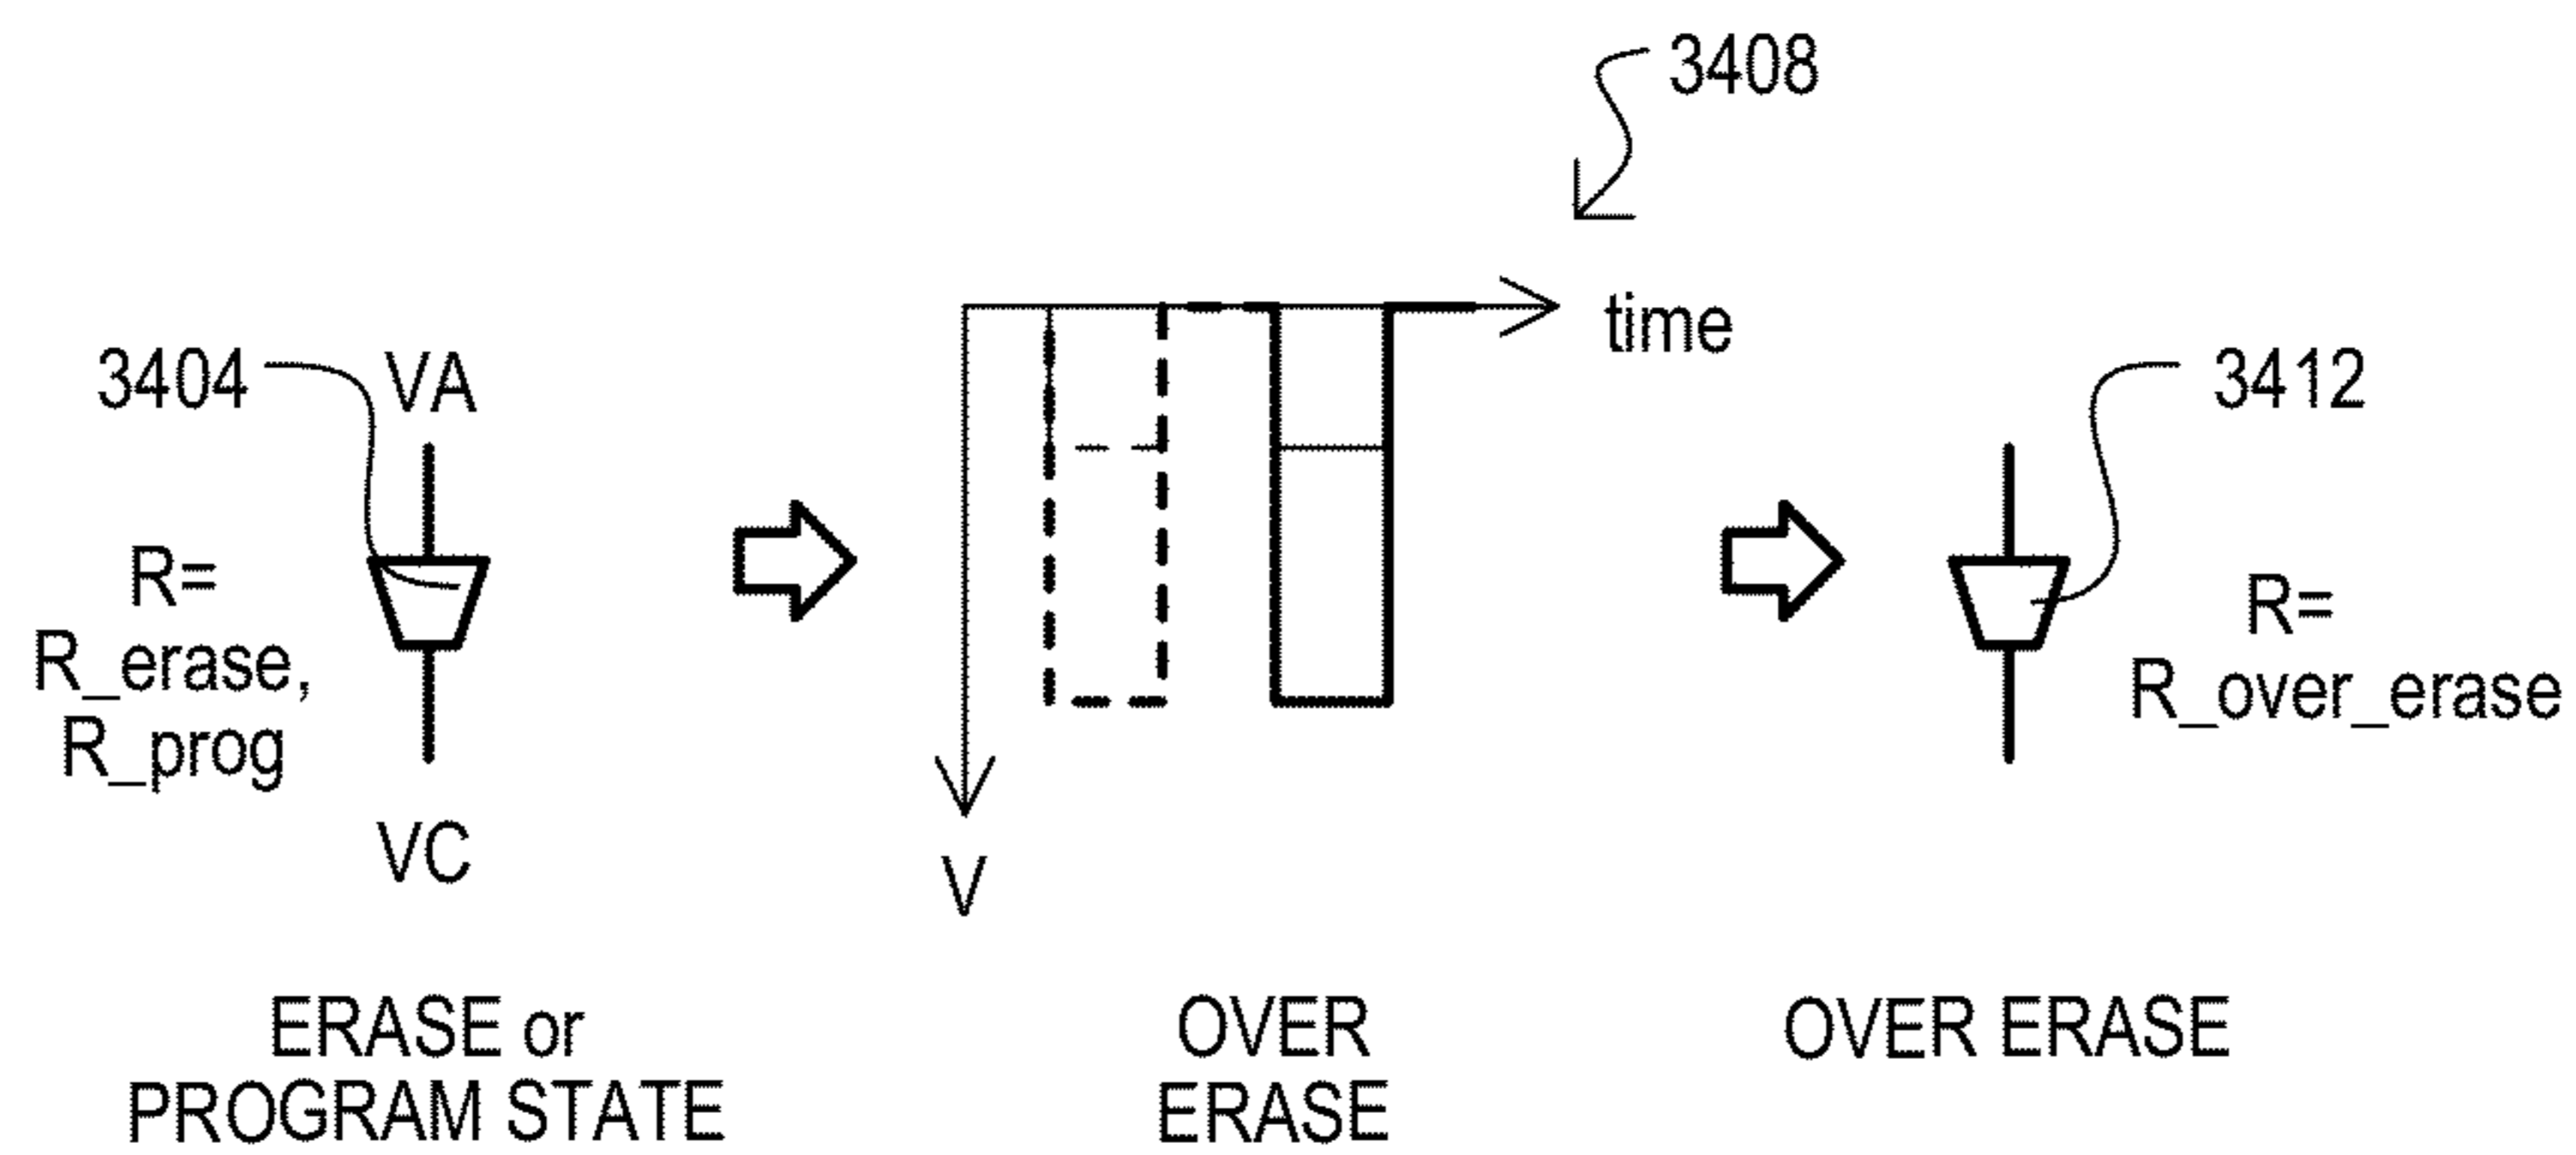 3408
time
3404
VA
3412
R=
R_erase,
R_prog
R=
R_over_erase
VC
V
ERASE or
PROGRAM STATE
OVER
ERASE
OVER ERASE